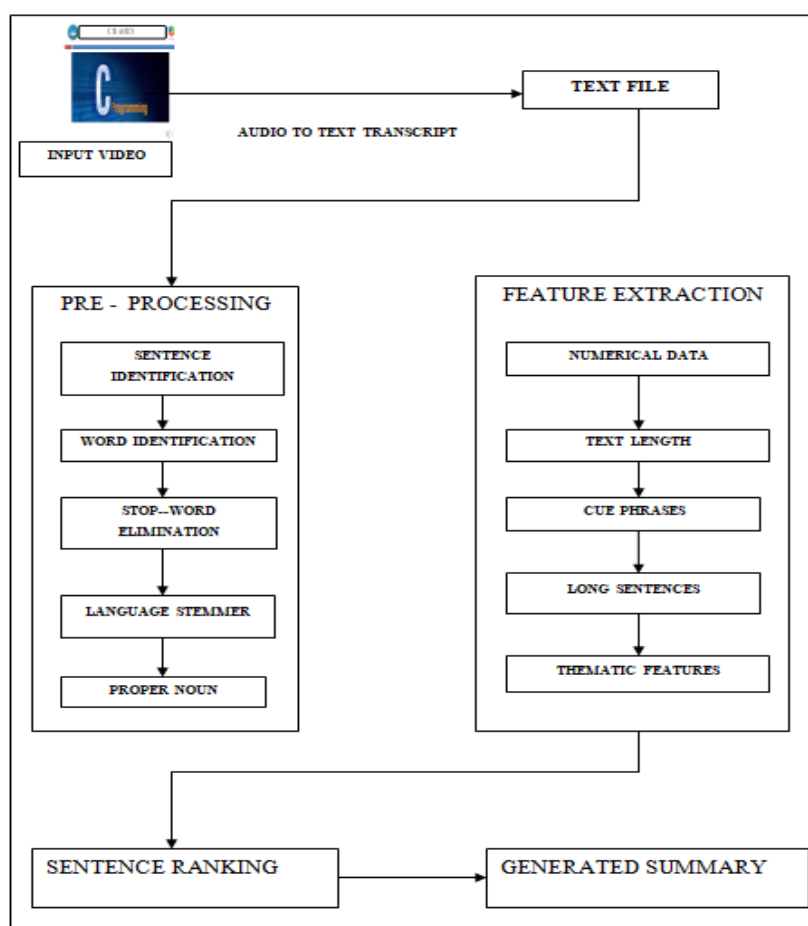 C
Programming
TEXT FILE
AUDIO TO TEXT TRANSCRIPT
INPUT VIDEO
PRE - PROCESSING
SENTENCE
IDENTIFICATION
WORD IDENTIFICATION
STOP--WORD
ELIMINATION
LANGUAGE STEMMER
PROPER NOUN
FEATURE EXTRACTION
NUMERICAL DATA
TEXT LENGTH
CUE PHRASES
LONG SENTENCES
THEMATIC FEATURES
SENTENCE RANKING
GENERATED SUMMARY